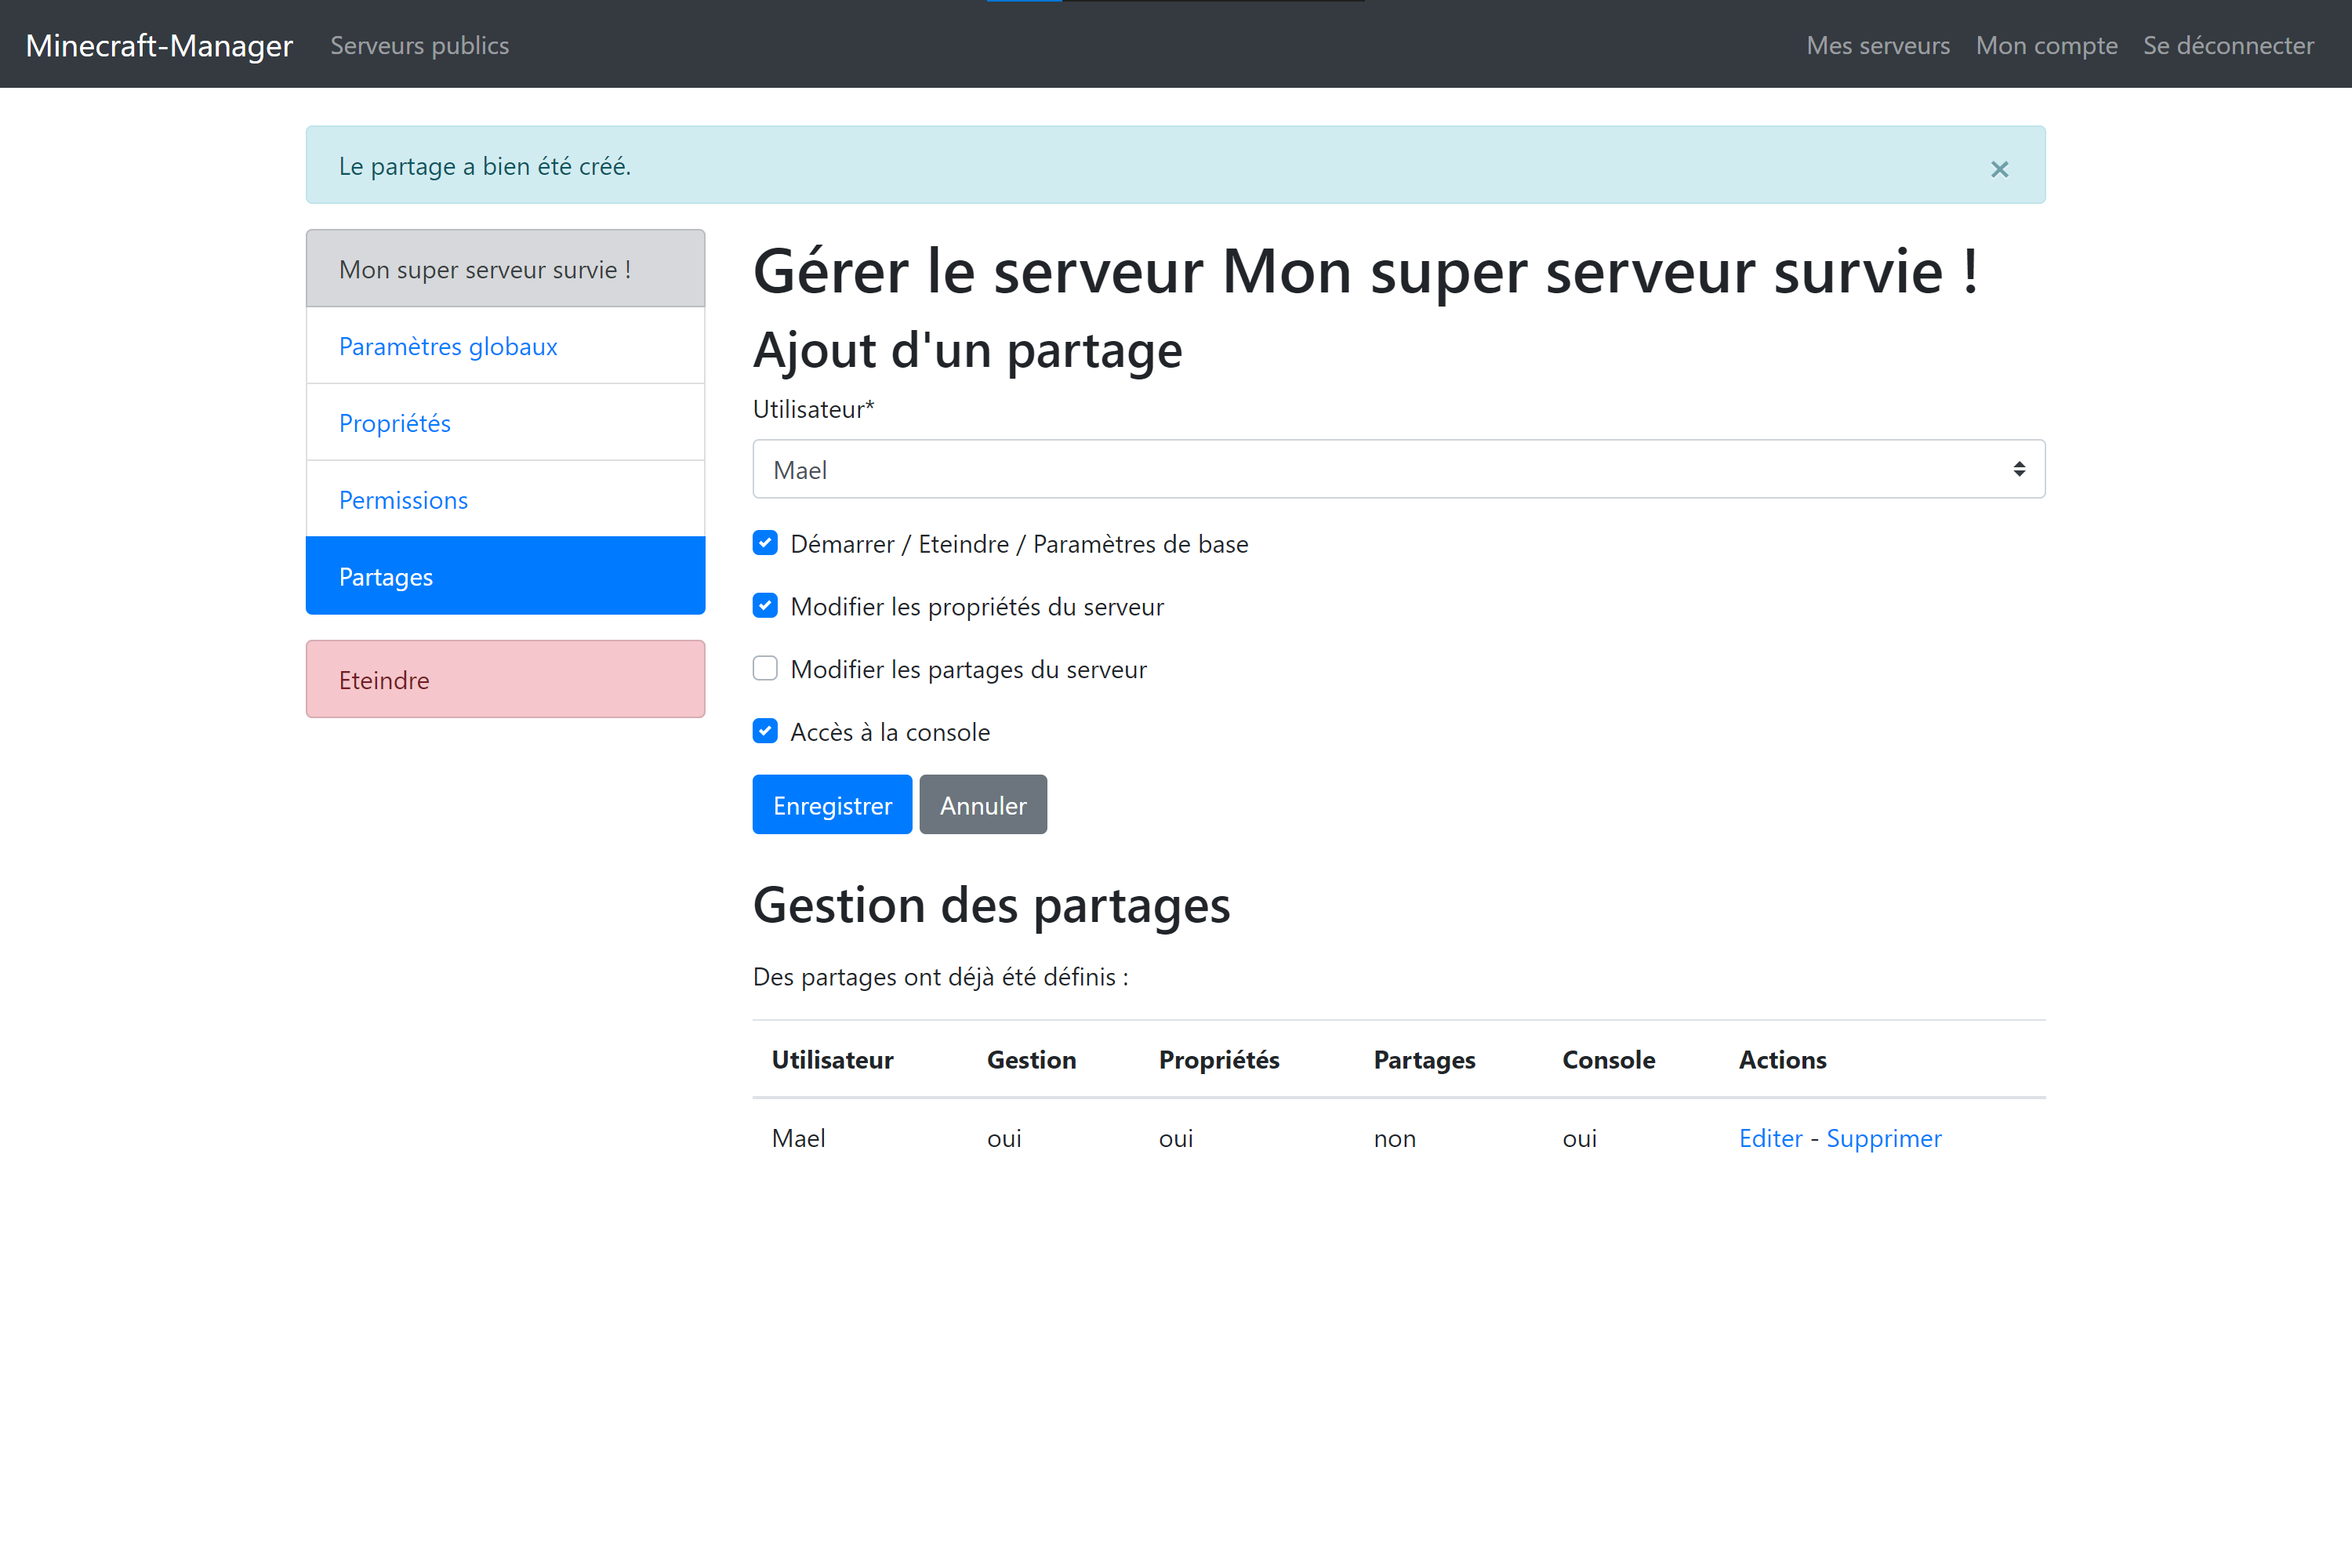 Minecraft-Manager Serveurs publics Mes serveurs Mon compte Se déconnecter
Le partage a bien été créé. ×
Mon super serveur survie !
Paramètres globaux
Propriétés
Permissions
Partages
Eteindre
Gérer le serveur Mon super serveur survie !
Ajout d'un partage
Utilisateur*
Mael
Démarrer / Eteindre / Paramètres de base
Modifier les propriétés du serveur
Modifier les partages du serveur
Accès à la console
Enregistrer Annuler
Gestion des partages
Des partages ont déjà été définis :
Utilisateur Gestion Propriétés Partages Console Actions
Mael oui oui non oui Editer - Supprimer